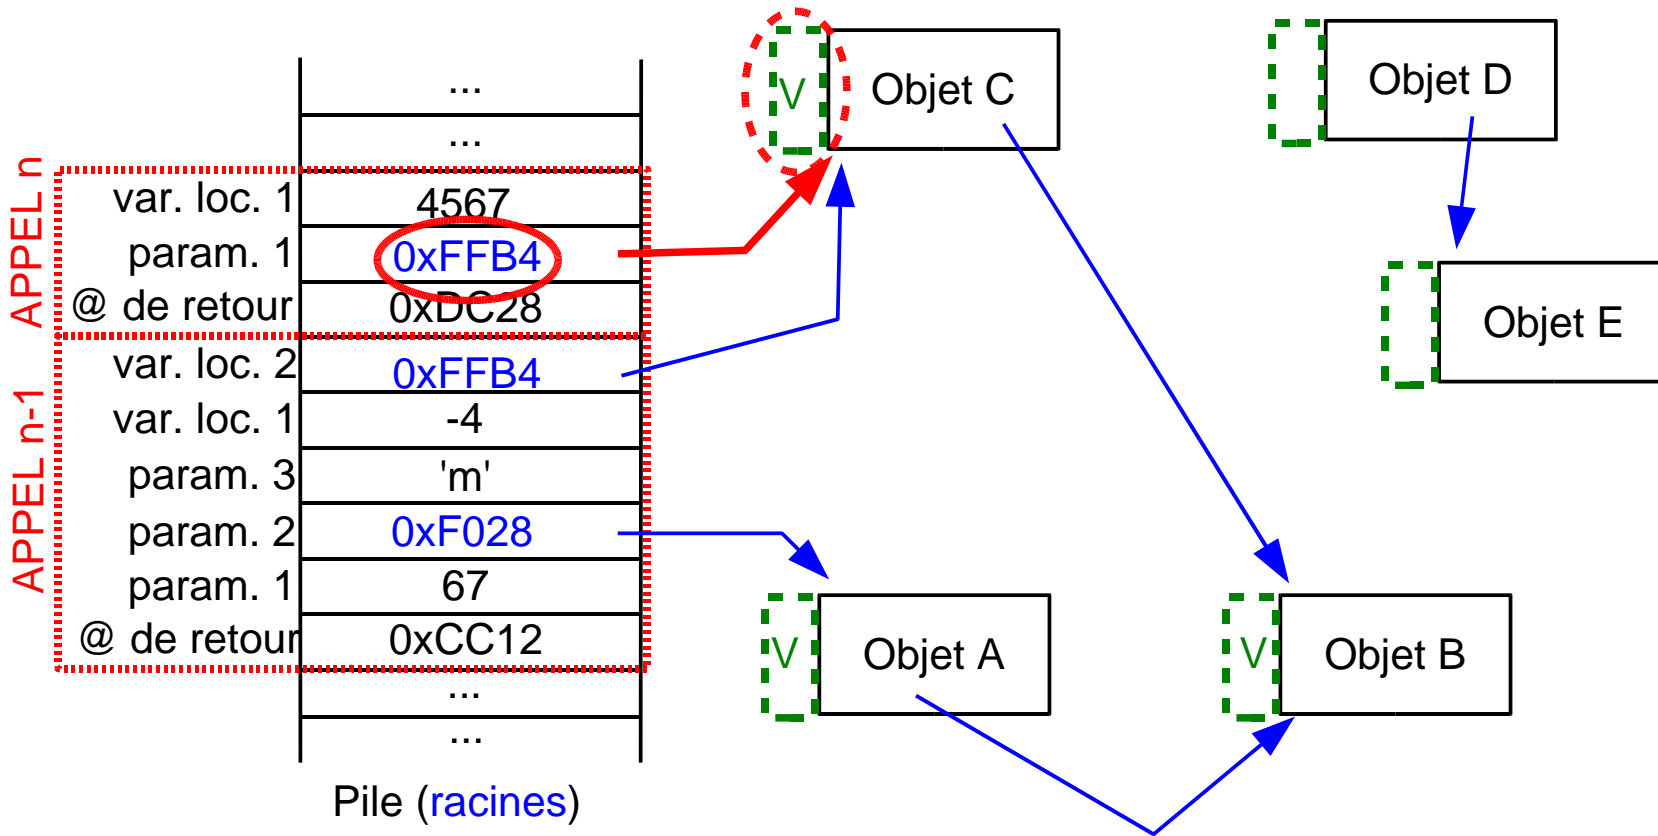 ...
...
APPEL n
var. loc. 1 4567
param. 1 0xFFB4
@ de retour 0xDC28
APPEL n-1
var. loc. 2 0xFFB4
var. loc. 1 -4
param. 3 'm'
param. 2 0xF028
param. 1 67
@ de retour 0xCC12
...
...
Pile (racines)
V Objet C
Objet D
Objet E
V Objet A
V Objet B